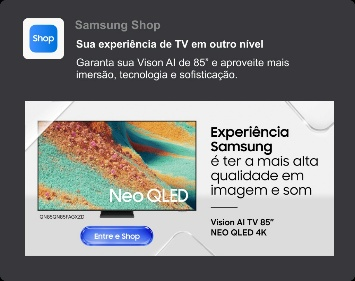 Samsung Shop
Shop
Sua experiência de TV em outro nível
Garanta sua Vison AI de 85" e aproveite mais
imersão, tecnologia e sofisticação.
Experiência
Samsung
é ter a mais alta
qualidade em
imagem e som
Neo QLED
QN85QN85FAGXZD
Vision AI TV 85"
NEO QLED 4K
Entre e Shop